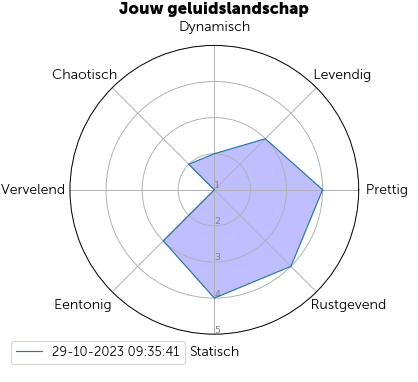 Jouw geluidslandschap
Dynamisch
Chaotisch
Levendig
Vervelend
1
Prettig
2
3
4
Eentonig
Rustgevend
5
29-10-2023 09:35:41
Statisch